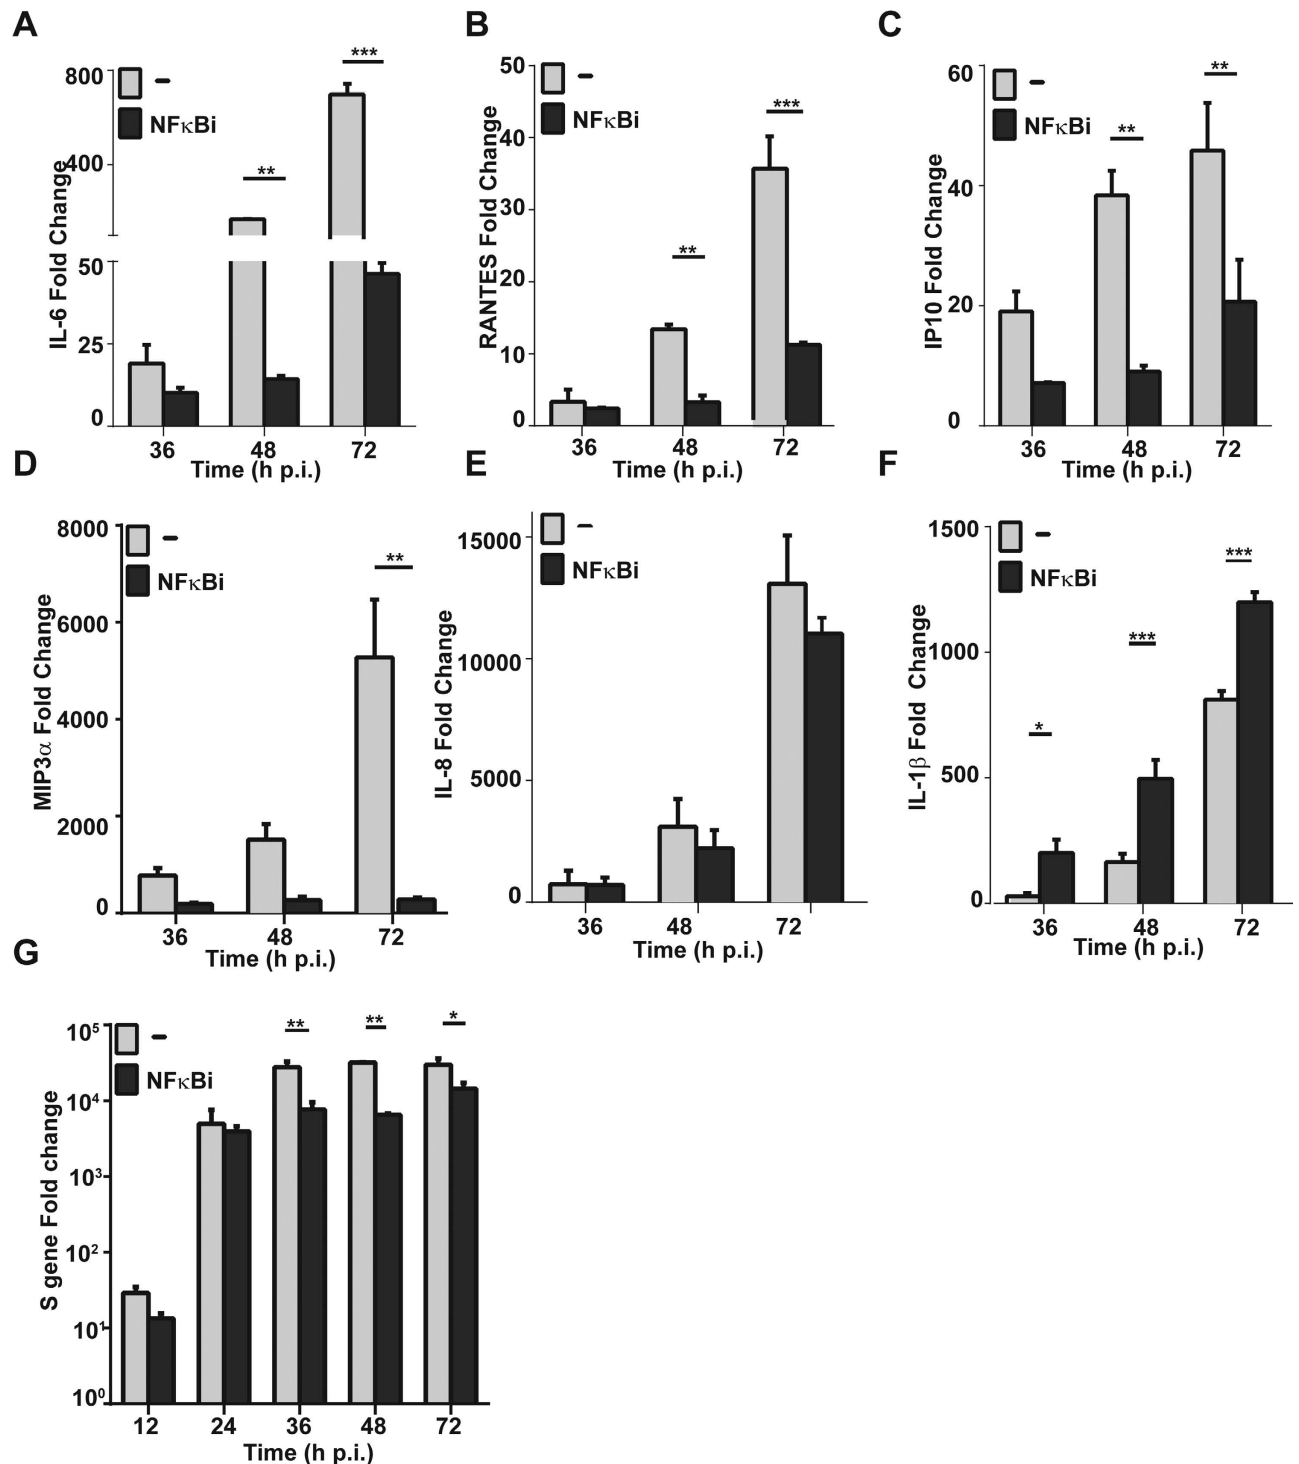 A
IL-6 Fold Change
800
400
50
25
0
–
NFκBi
**
***
36 48 72
Time (h p.i.)
B
RANTES Fold Change
50
40
30
20
10
0
–
NFκBi
**
***
36 48 72
Time (h p.i.)
C
IP10 Fold Change
60
40
20
0
–
NFκBi
**
**
36 48 72
Time (h p.i.)
D
MIP3α Fold Change
8000
6000
4000
2000
0
–
NFκBi
**
36 48 72
Time (h p.i.)
E
IL-8 Fold Change
15000
10000
5000
0
–
NFκBi
36 48 72
Time (h p.i.)
F
IL-1β Fold Change
1500
1000
500
0
–
NFκBi
*
***
***
36 48 72
Time (h p.i.)
G
S gene Fold change
10⁵
10⁴
10³
10²
10¹
10⁰
–
NFκBi
** ** *
12 24 36 48 72
Time (h p.i.)